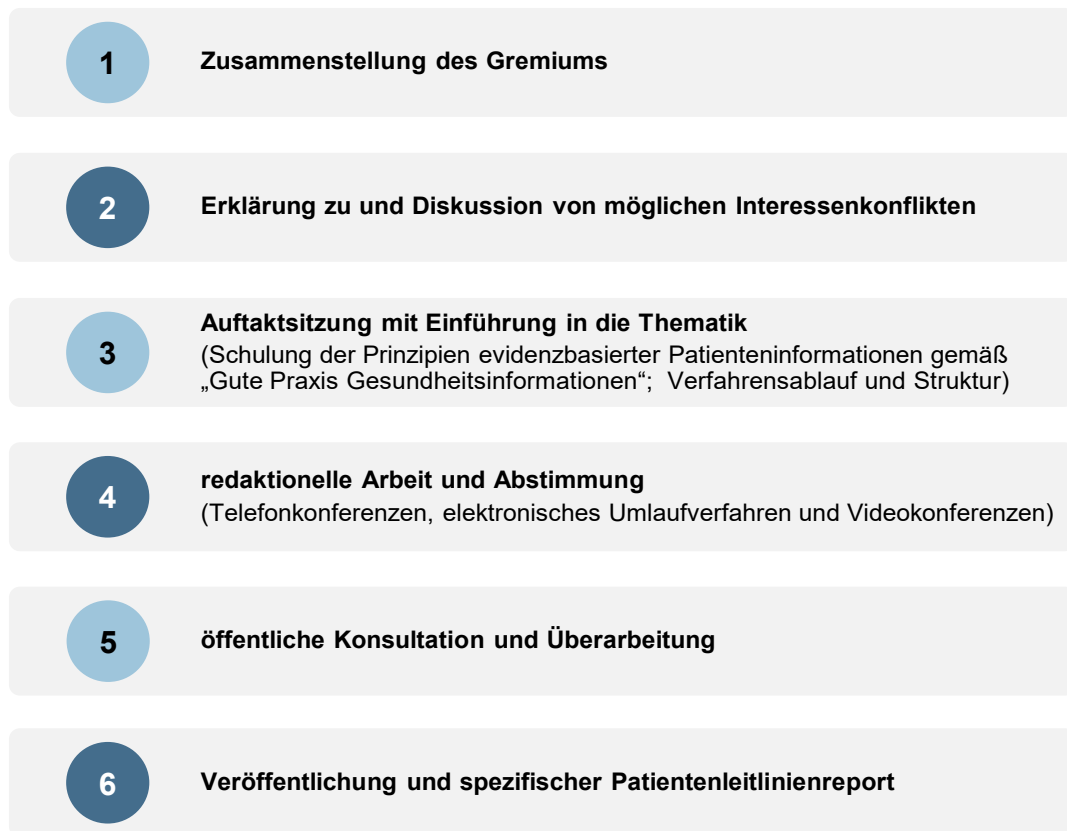 1
Zusammenstellung des Gremiums
2
Erklärung zu und Diskussion von möglichen Interessenkonflikten
3
Auftaktsitzung mit Einführung in die Thematik
(Schulung der Prinzipien evidenzbasierter Patienteninformationen gemäß
„Gute Praxis Gesundheitsinformationen“; Verfahrensablauf und Struktur)
4
redaktionelle Arbeit und Abstimmung
(Telefonkonferenzen, elektronisches Umlaufverfahren und Videokonferenzen)
5
öffentliche Konsultation und Überarbeitung
6
Veröffentlichung und spezifischer Patientenleitlinienreport